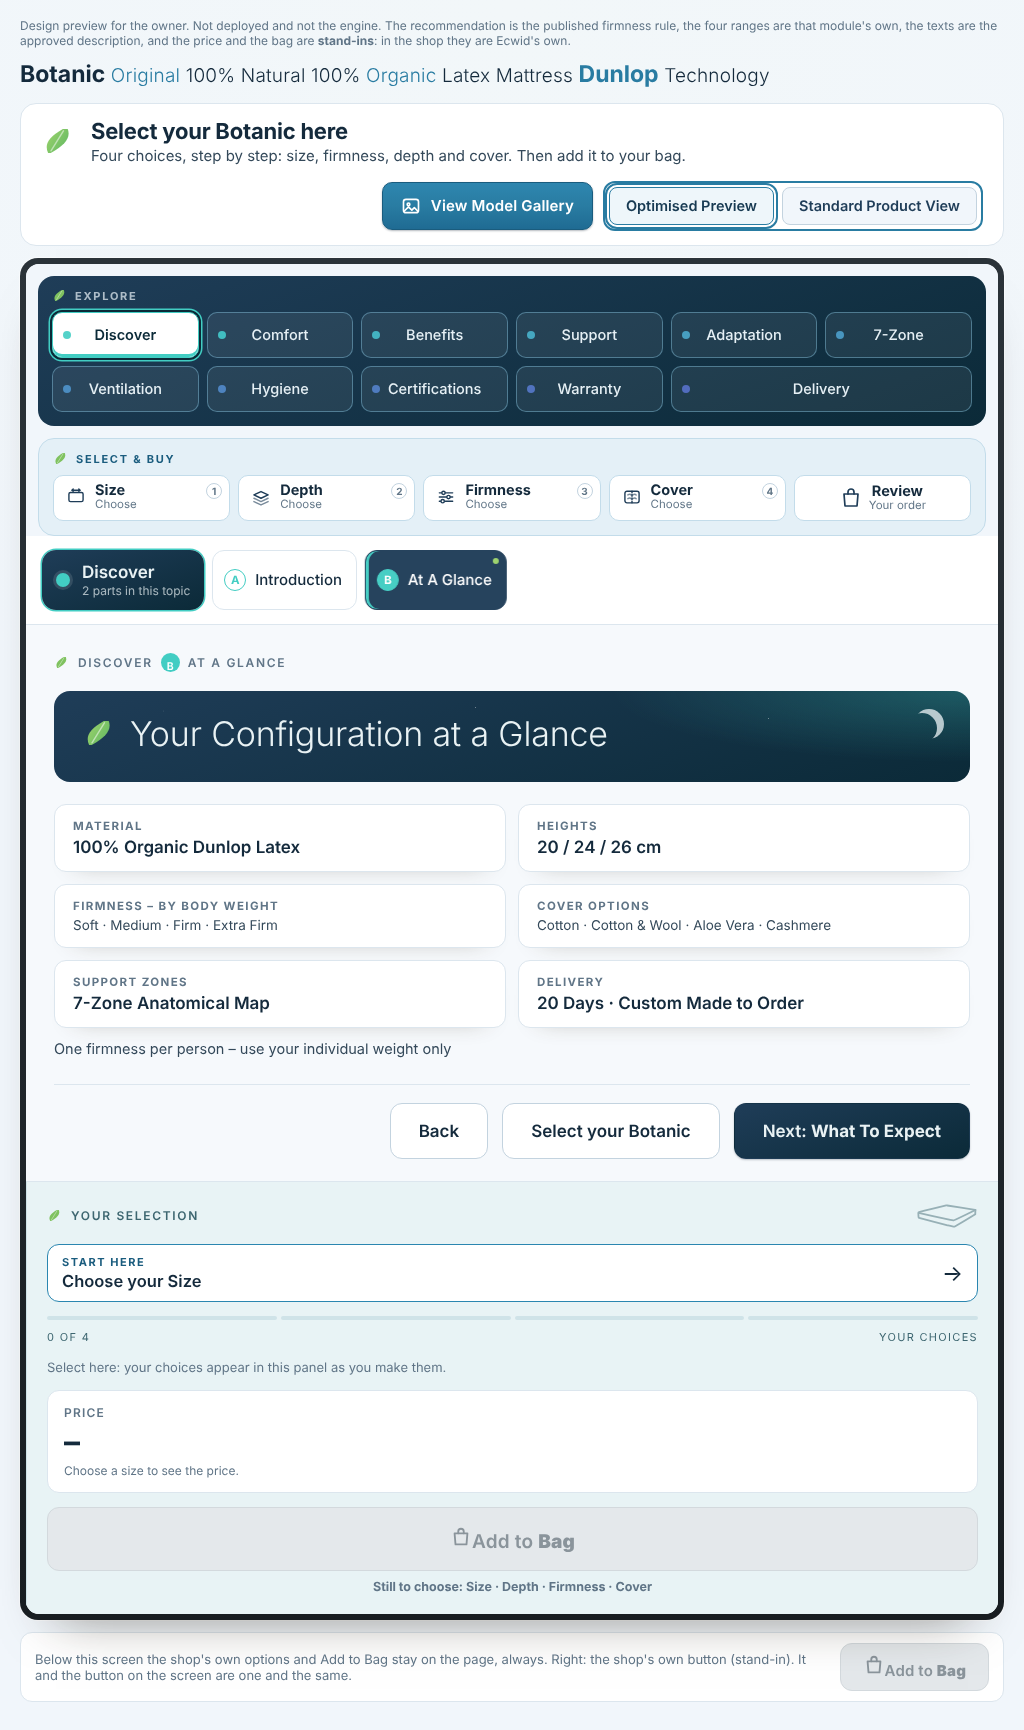 Design preview for the owner. Not deployed and not the engine. The recommendation is the published firmness rule, the four ranges are that module's own, the texts are the
approved description, and the price and the bag are stand-ins: in the shop they are Ecwid's own.
Botanic Original 100% Natural 100% Organic Latex Mattress Dunlop Technology
Select your Botanic here
Four choices, step by step: size, firmness, depth and cover. Then add it to your bag.
View Model Gallery
Optimised Preview
Standard Product View
EXPLORE
Discover
Comfort
Benefits
Support
Adaptation
7-Zone
Ventilation
Hygiene
Certifications
Warranty
Delivery
SELECT & BUY
Size
Choose
1
Depth
Choose
2
Firmness
Choose
3
Cover
Choose
4
Review
Your order
Discover
2 parts in this topic
A Introduction
B At A Glance
DISCOVER B AT A GLANCE
Your Configuration at a Glance
MATERIAL
100% Organic Dunlop Latex
HEIGHTS
20 / 24 / 26 cm
FIRMNESS – BY BODY WEIGHT
Soft · Medium · Firm · Extra Firm
COVER OPTIONS
Cotton · Cotton & Wool · Aloe Vera · Cashmere
SUPPORT ZONES
7-Zone Anatomical Map
DELIVERY
20 Days · Custom Made to Order
One firmness per person – use your individual weight only
Back
Select your Botanic
Next: What To Expect
YOUR SELECTION
START HERE
Choose your Size
0 OF 4
YOUR CHOICES
Select here: your choices appear in this panel as you make them.
PRICE
–
Choose a size to see the price.
Add to Bag
Still to choose: Size · Depth · Firmness · Cover
Below this screen the shop's own options and Add to Bag stay on the page, always. Right: the shop's own button (stand-in). It
and the button on the screen are one and the same.
Add to Bag